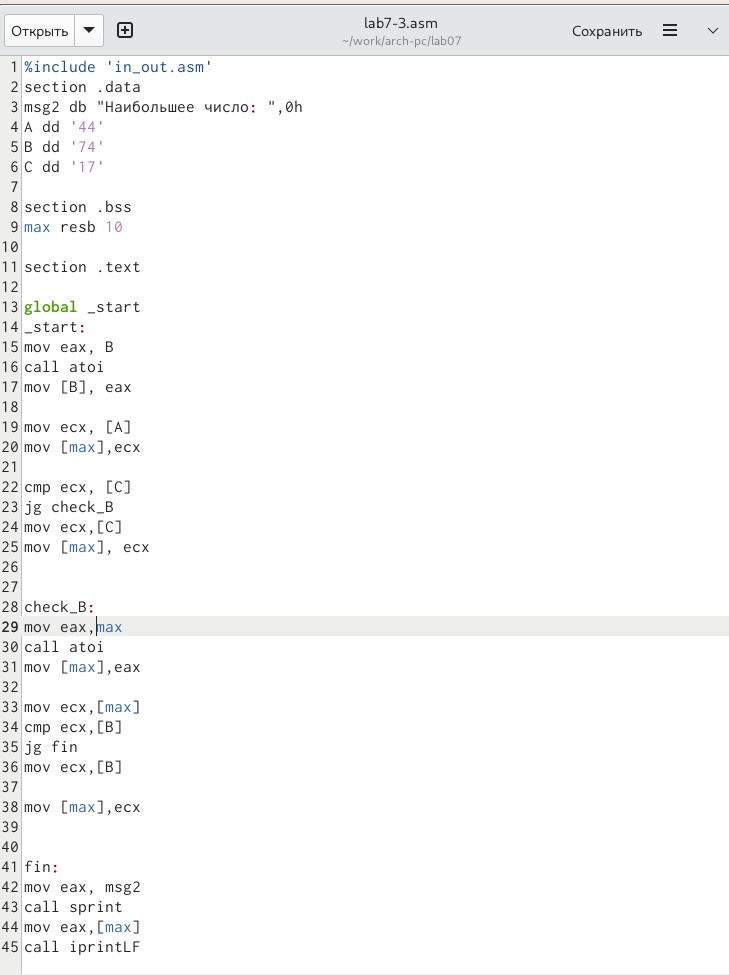 Открыть
lab7-3.asm
~/work/arch-pc/lab07
Сохранить
1 %include 'in_out.asm'
2 section .data
3 msg2 db "Наибольшее число: ",0h
4 A dd '44'
5 B dd '74'
6 C dd '17'
7
8 section .bss
9 max resb 10
10
11 section .text
12
13 global _start
14 _start:
15 mov eax, B
16 call atoi
17 mov [B], eax
18
19 mov ecx, [A]
20 mov [max],ecx
21
22 cmp ecx, [C]
23 jg check_B
24 mov ecx,[C]
25 mov [max], ecx
26
27
28 check_B:
29 mov eax,max
30 call atoi
31 mov [max],eax
32
33 mov ecx,[max]
34 cmp ecx,[B]
35 jg fin
36 mov ecx,[B]
37
38 mov [max],ecx
39
40
41 fin:
42 mov eax, msg2
43 call sprint
44 mov eax,[max]
45 call iprintLF